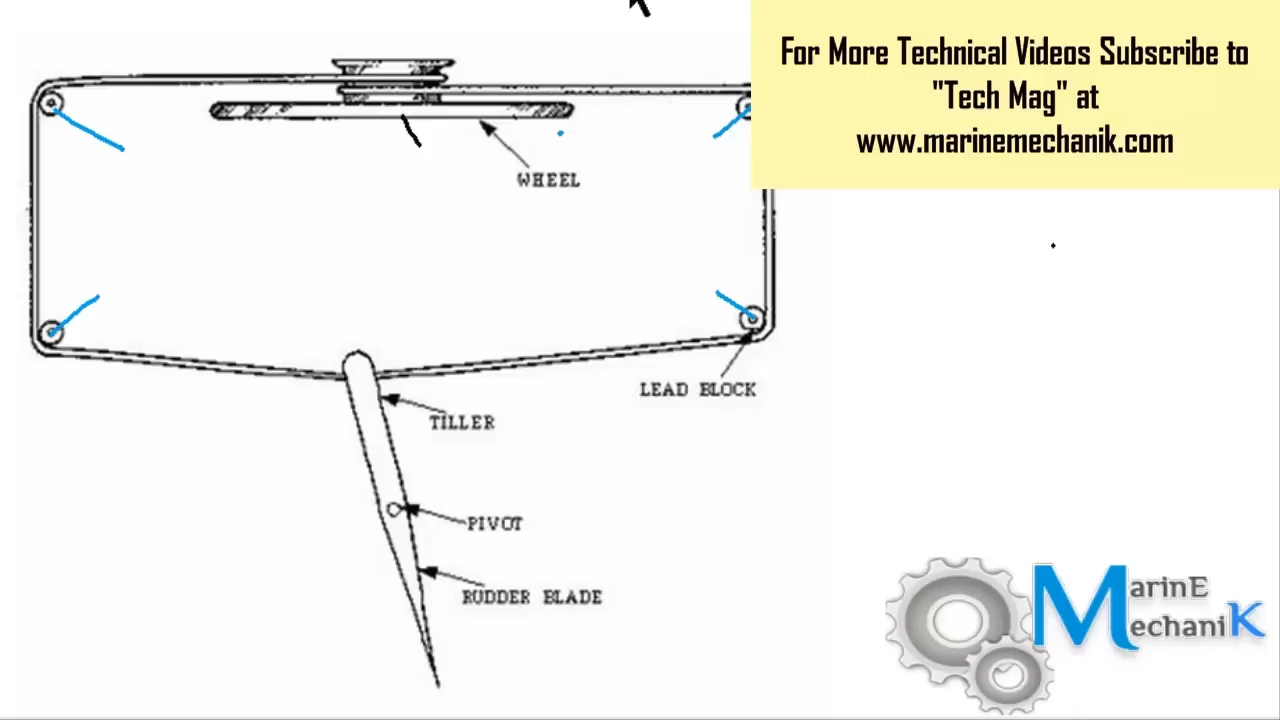 For More Technical Videos Subscribe to
"Tech Mag" at
www.marinemechanik.com
WHEEL
LEAD BLOCK
TILLER
PIVOT
RUDDER BLADE
MarinE
MechaniK